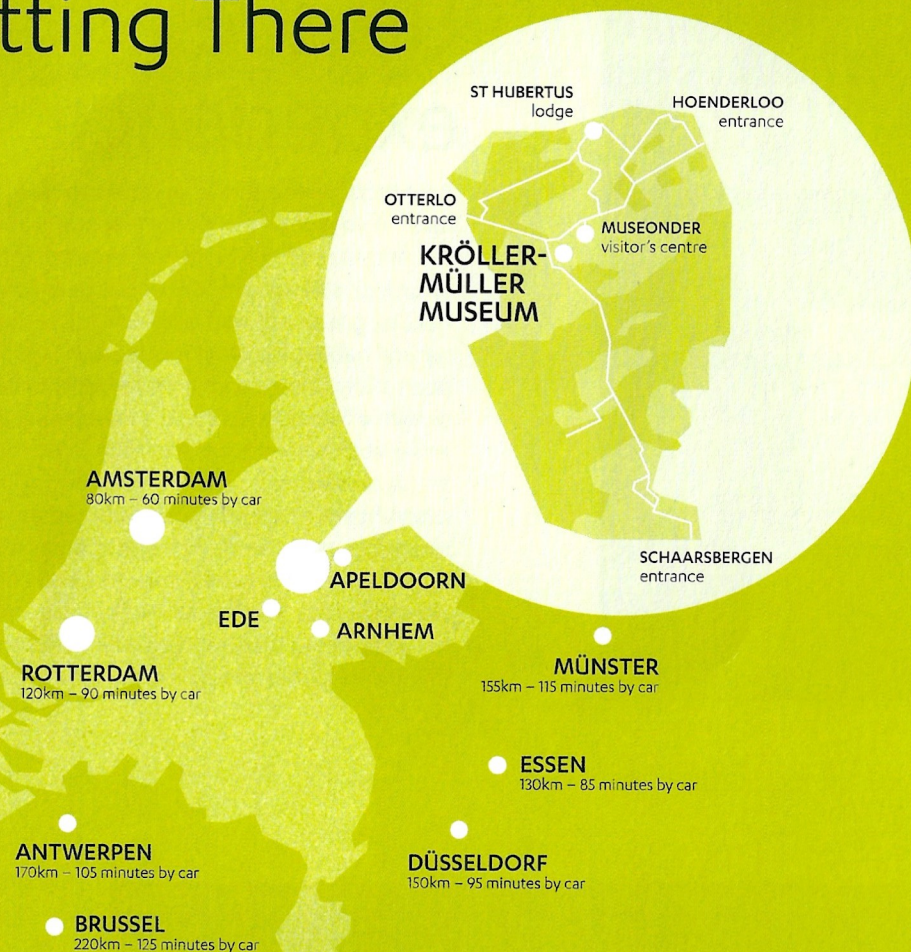 tting There
ST HUBERTUS
lodge
HOENDERLOO
entrance
OTTERLO
entrance
MUSEONDER
visitor's centre
KRÖLLER-
MÜLLER
MUSEUM
SCHAARSBERGEN
entrance
AMSTERDAM
80km – 60 minutes by car
APELDOORN
EDE
ARNHEM
ROTTERDAM
120km – 90 minutes by car
MÜNSTER
155km – 115 minutes by car
ESSEN
130km – 85 minutes by car
ANTWERPEN
170km – 105 minutes by car
DÜSSELDORF
150km – 95 minutes by car
BRUSSEL
220km – 125 minutes by car